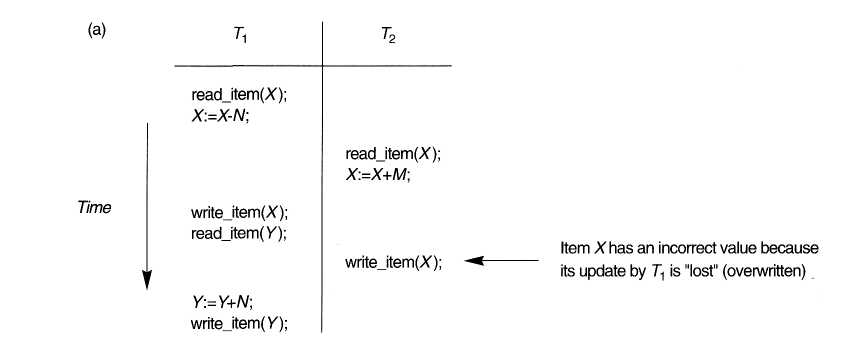 (a)
T1
T2
read_item(X);
X:=X-N;
read_item(X);
X:=X+M;
Time
write_item(X);
read_item(Y);
write_item(X);
Item X has an incorrect value because
its update by T1 is "lost" (overwritten) .
Y:=Y+N;
write_item(Y);